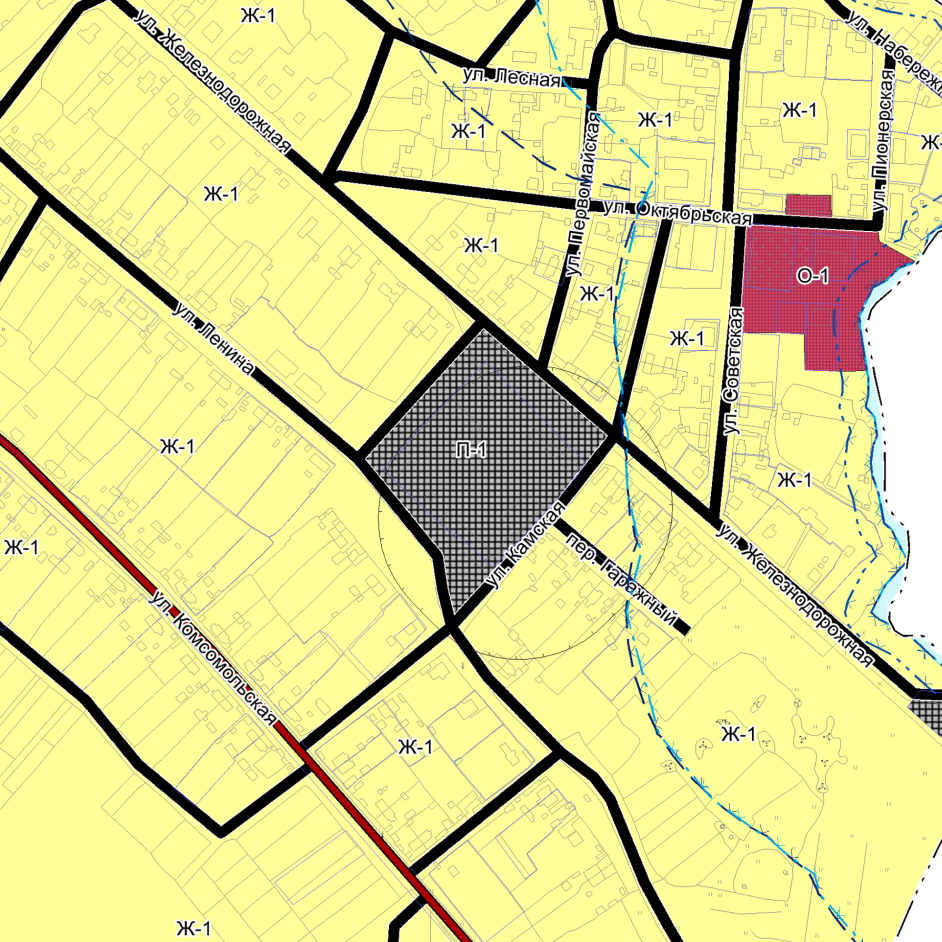 Ж-1
ул. Железнодорожная
ул. Набереж
ул. Лесная
Ж-1
Ж-1
Ж-1
ул. Пионерская
Ж-
ул. Первомайская
Ж-1
ул. Октябрьская
Ж-1
О-1
Ж-1
ул. Ленина
Ж-1
ул. Советская
Ж-1
П-1
Ж-1
Ж-1
ул. Камская
пер. Гаражный
ул. Железнодорожная
ул. Комсомольская
Ж-1
Ж-1
Ж-1